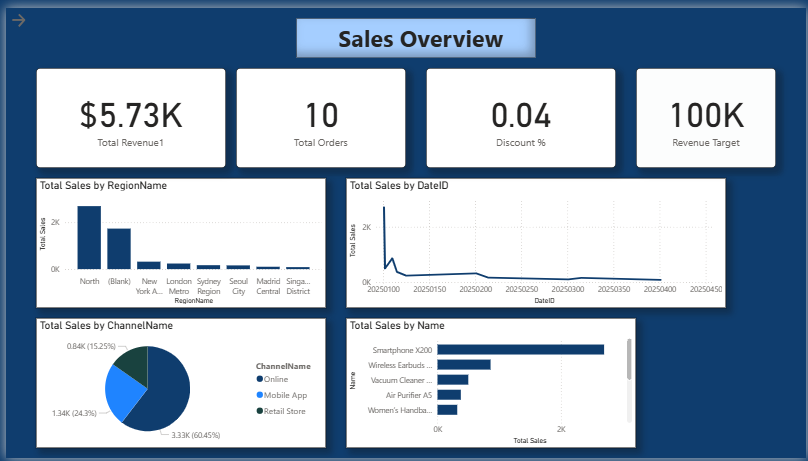 Sales Overview
$5.73K
Total Revenue1
10
Total Orders
0.04
Discount %
100K
Revenue Target
Total Sales by RegionName
Total Sales
2K
0K
North
(Blank)
New
York A...
London
Metro
Sydney
Region
Seoul
City
Madrid
Central
Singa...
District
RegionName
Total Sales by DateID
Total Sales
2K
0K
20250100
20250150
20250200
20250250
20250300
20250350
20250400
20250450
DateID
Total Sales by ChannelName
0.84K (15.25%)
1.34K (24.3%)
3.33K (60.45%)
ChannelName
Online
Mobile App
Retail Store
Total Sales by Name
Name
Smartphone X200
Wireless Earbuds ...
Vacuum Cleaner ...
Air Purifier A5
Women's Handba...
0K
2K
Total Sales